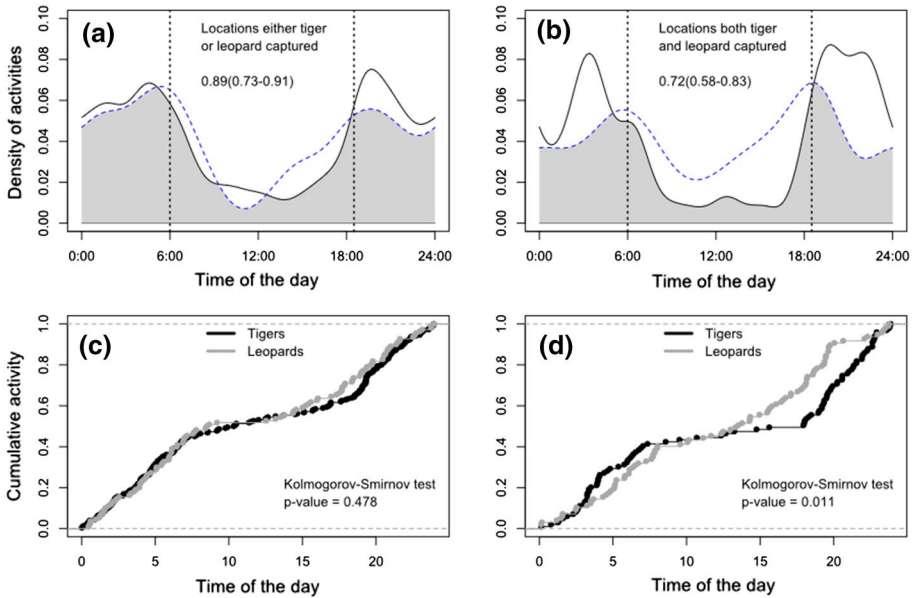 (a)
Locations either tiger
or leopard captured
0.89(0.73-0.91)
Density of activities
0.00 0.02 0.04 0.06 0.08 0.10
0:00 6:00 12:00 18:00 24:00
Time of the day
(b)
Locations both tiger
and leopard captured
0.72(0.58-0.83)
0.00 0.02 0.04 0.06 0.08 0.10
0:00 6:00 12:00 18:00 24:00
Time of the day
(c)
Tigers
Leopards
Cumulative activity
0.0 0.2 0.4 0.6 0.8 1.0
Kolmogorov-Smirnov test
p-value = 0.478
0 5 10 15 20
Time of the day
(d)
Tigers
Leopards
0.0 0.2 0.4 0.6 0.8 1.0
Kolmogorov-Smirnov test
p-value = 0.011
0 5 10 15 20
Time of the day